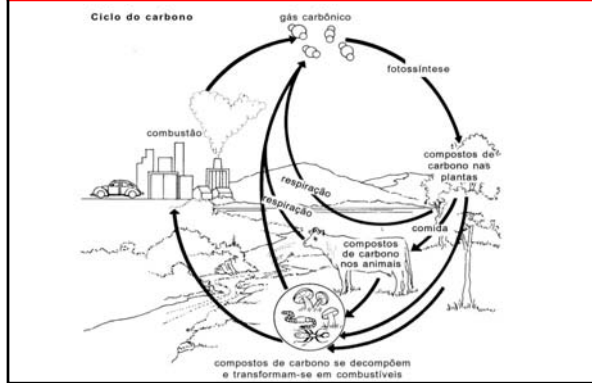 Ciclo do carbono
gás carbônico
fotossíntese
combustão
compostos de
carbono nas
plantas
respiração
respiração
comida
compostos
de carbono
nos animais
compostos de carbono se decompõem
e transformam-se em combustíveis